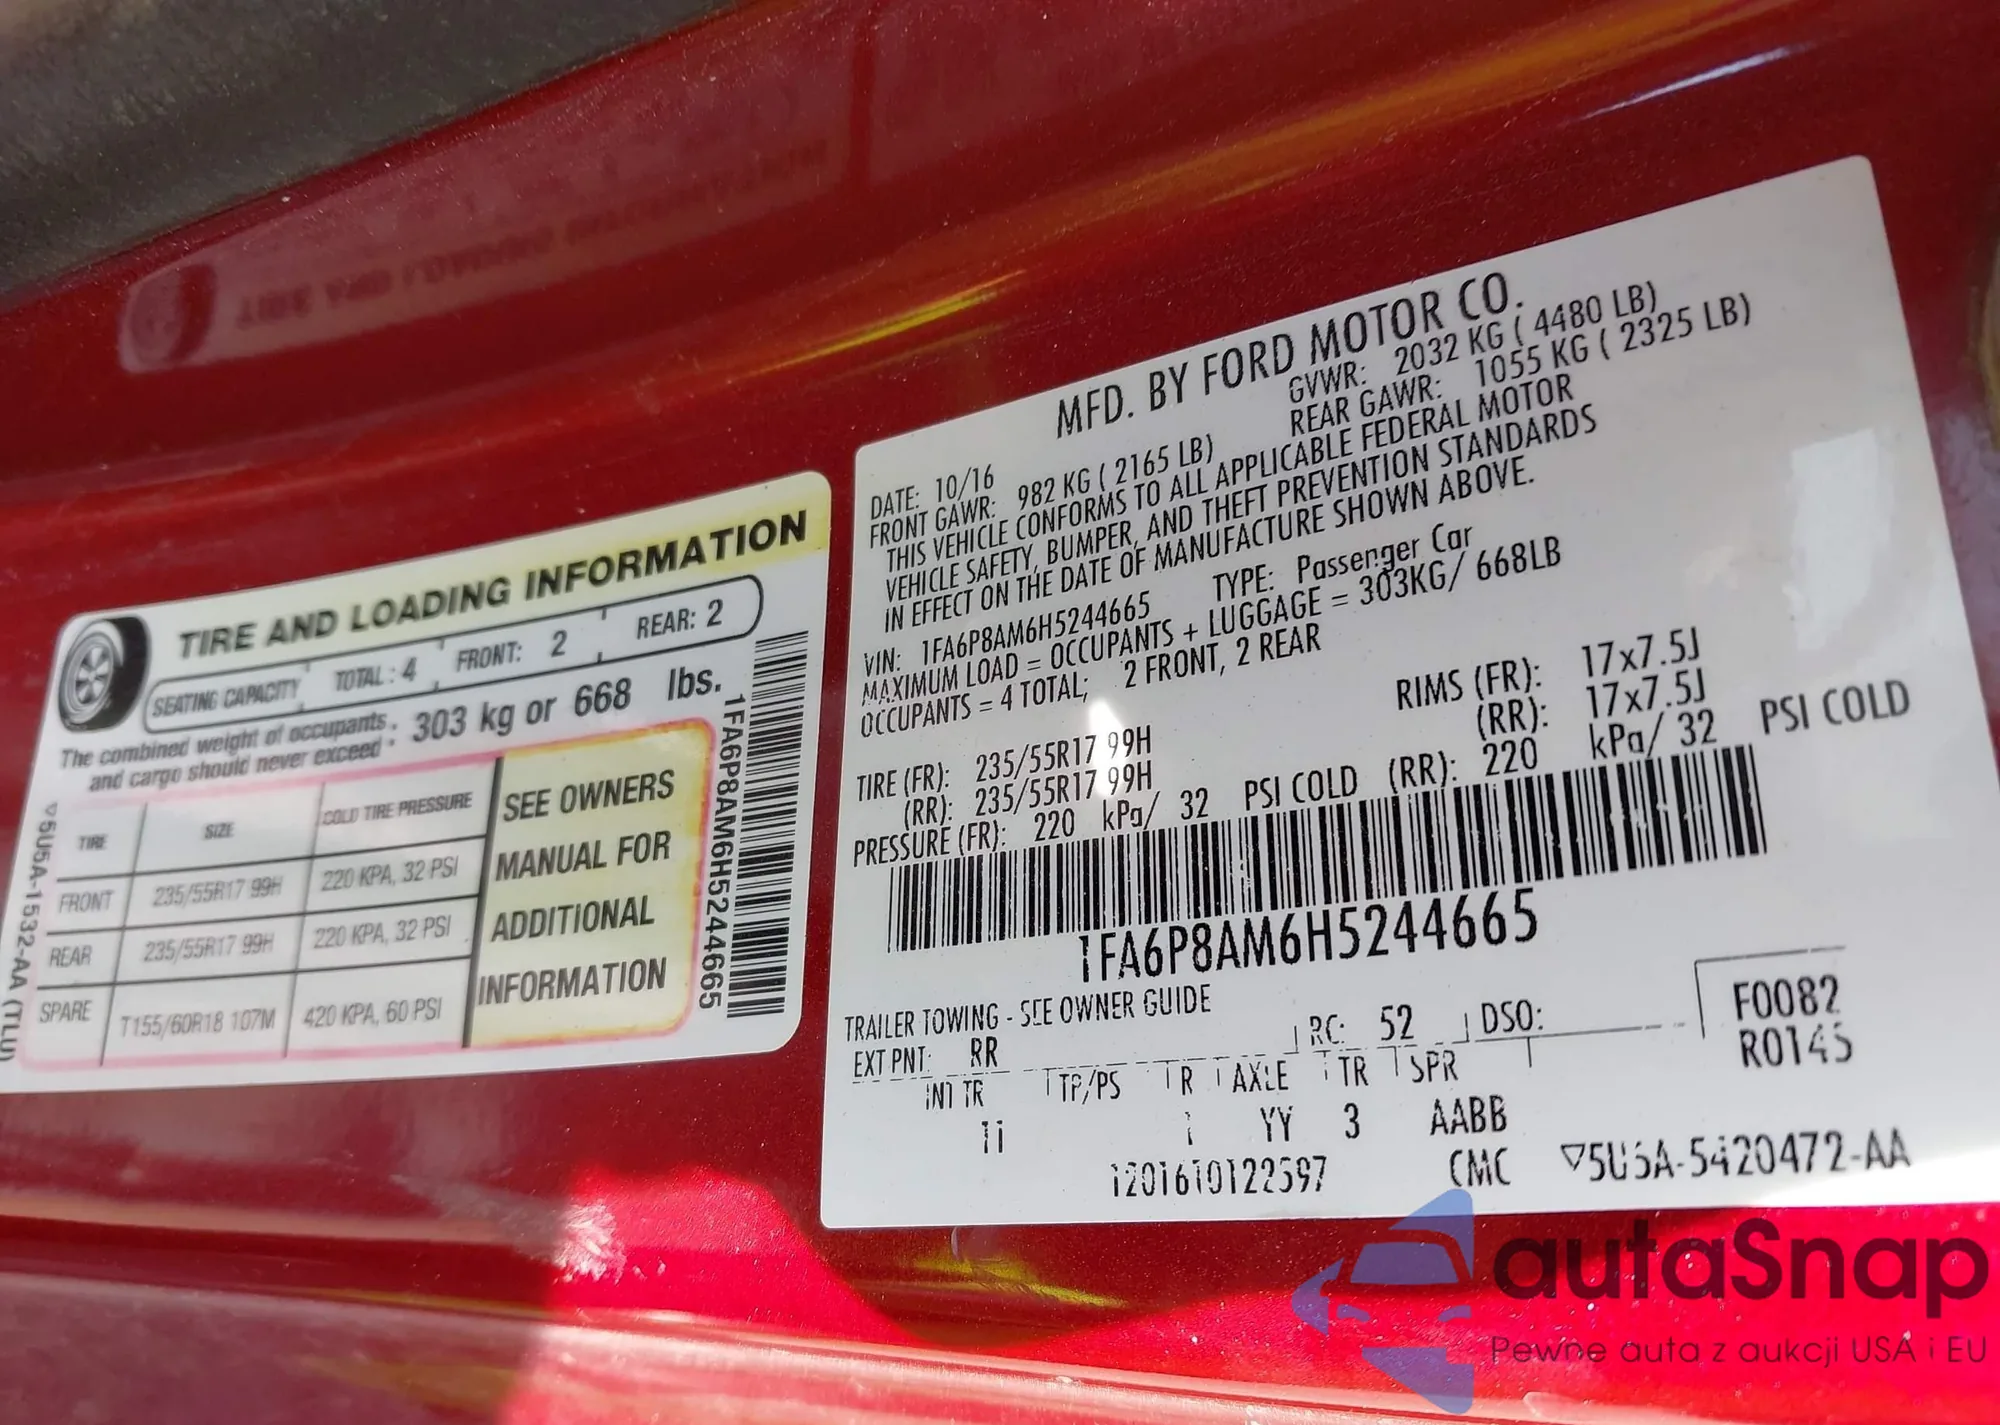 TIRE AND LOADING INFORMATION
SEATING CAPACITY TOTAL: 4 FRONT: 2 REAR: 2
The combined weight of occupants
and cargo should never exceed 303 kg or 668 lbs.
TIRE SIZE COLD TIRE PRESSURE
FRONT 235/55R17 99H 220 KPA, 32 PSI
REAR 235/55R17 99H 220 KPA, 32 PSI
SPARE T155/60R18 107M 420 KPA, 60 PSI
SEE OWNERS
MANUAL FOR
ADDITIONAL
INFORMATION
1FA6P8AM6H5244665
5U5A-1532-AA (TLU)
MFD. BY FORD MOTOR CO.
DATE: 10/16 GVWR: 2032 KG ( 4480 LB)
FRONT GAWR: 982 KG ( 2165 LB) REAR GAWR: 1055 KG ( 2325 LB)
THIS VEHICLE CONFORMS TO ALL APPLICABLE FEDERAL MOTOR
VEHICLE SAFETY, BUMPER, AND THEFT PREVENTION STANDARDS
IN EFFECT ON THE DATE OF MANUFACTURE SHOWN ABOVE.
VIN: 1FA6P8AM6H5244665 TYPE: Passenger Car
MAXIMUM LOAD = OCCUPANTS + LUGGAGE = 303KG/ 668LB
OCCUPANTS = 4 TOTAL; 2 FRONT, 2 REAR
TIRE (FR): 235/55R17 99H RIMS (FR): 17x7.5J
(RR): 235/55R17 99H (RR): 17x7.5J
PRESSURE (FR): 220 kPa/ 32 PSI COLD (RR): 220 kPa/ 32 PSI COLD
1FA6P8AM6H5244665
TRAILER TOWING - SEE OWNER GUIDE
EXT PNT: RR RC: 52 DSO: F0082
R0145
INT TR TP/PS R AXLE TR SPR
11 1 YY 3 AABB
1201610122597 CMC 5U5A-5420472-AA
autaSnap
Pewne auta z aukcji USA i EU